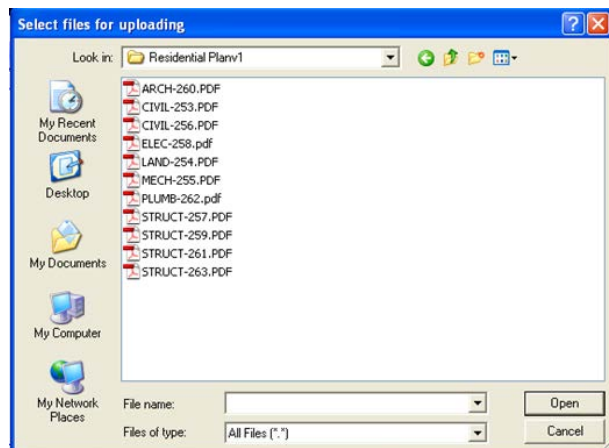 Select files for uploading
Look in: Residential Planv1
ARCH-260.PDF
CIVIL-253.PDF
CIVIL-256.PDF
ELEC-258.pdf
LAND-254.PDF
MECH-255.PDF
PLUMB-262.pdf
STRUCT-257.PDF
STRUCT-259.PDF
STRUCT-261.PDF
STRUCT-263.PDF
My Recent
Documents
Desktop
My Documents
My Computer
My Network
Places
File name:
Open
Files of type: All Files (*.*)
Cancel